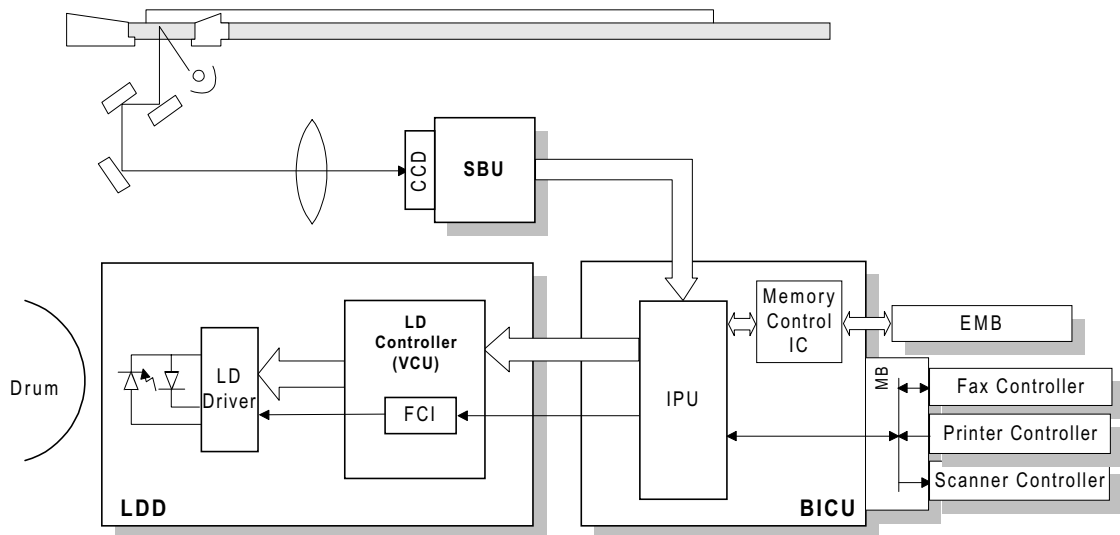 CCD
SBU
LDD
Drum
LD
Driver
LD
Controller
(VCU)
FCI
BICU
IPU
Memory
Control
IC
MB
EMB
Fax Controller
Printer Controller
Scanner Controller